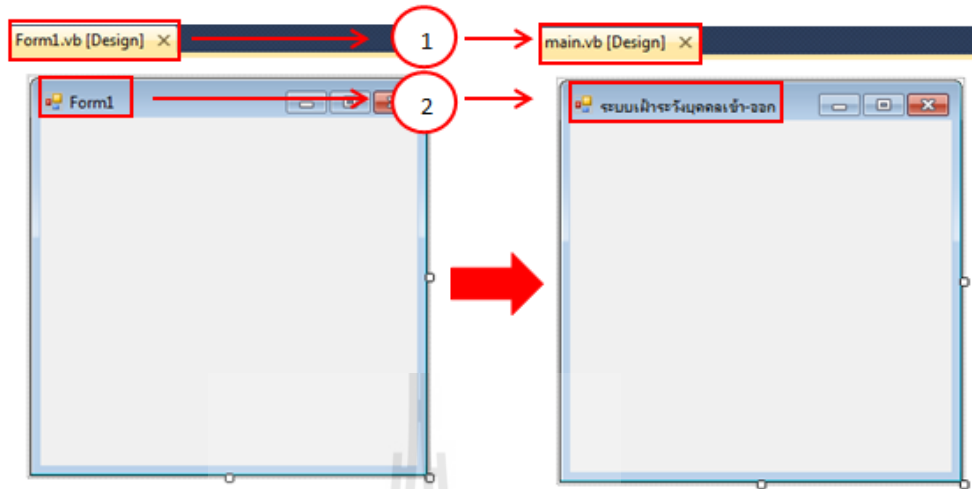 Form1.vb [Design] ×
1
main.vb [Design] ×
Form1
2
ระบบเฝ้าระวังบุคคลเข้า-ออก